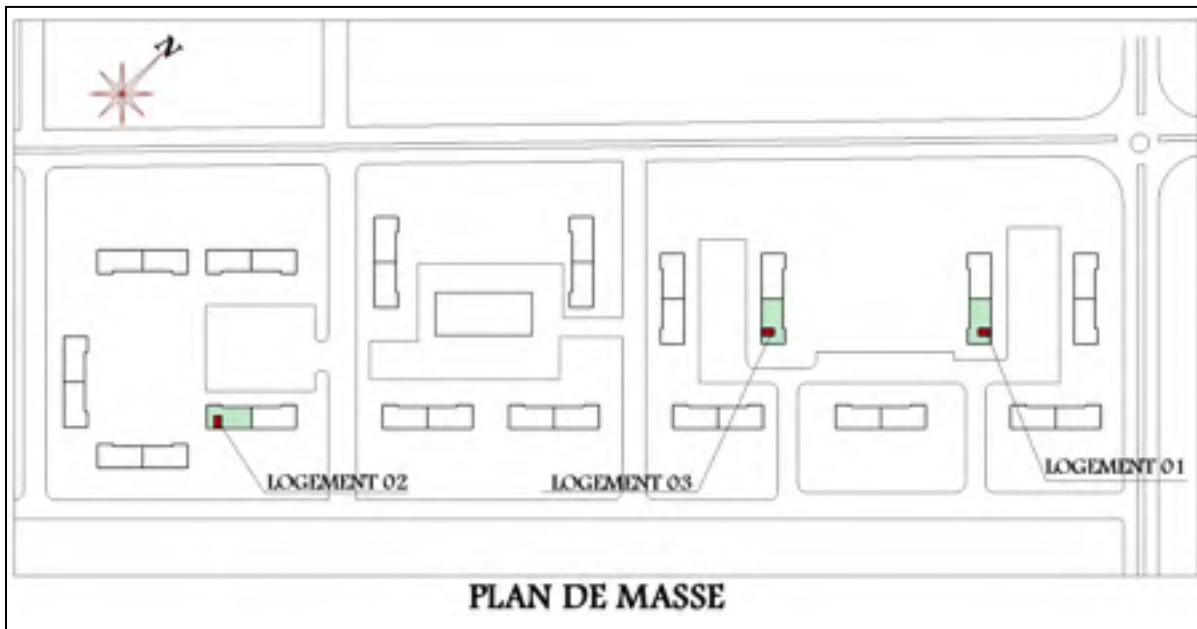 N
LOGEMENT 01
LOGEMENT 02
LOGEMENT 03
PLAN DE MASSE